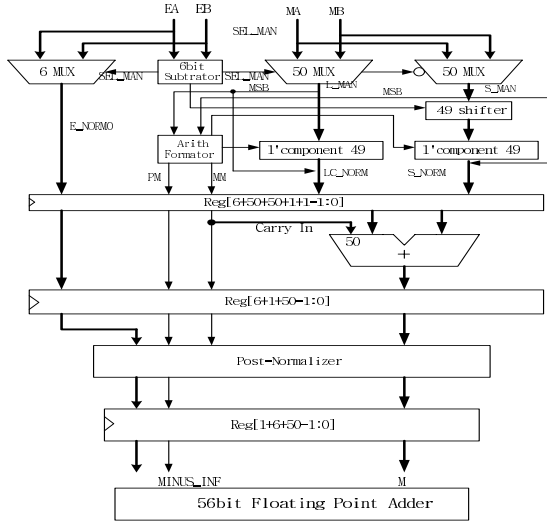 EA EB MA MB
SEL_MAN
6 MUX
6bit
Subtrator
50 MUX
50 MUX
SEL_MAN
SEL_MAN
MSB
L_MAN
MSB
S_MAN
49 shifter
E_NORM0
Arith
Formator
1'component 49
1'component 49
PM
MM
LC_NORM
S_NORM
Reg[6+50+50+1+1-1:0]
Carry In
50
+
Reg[6+1+50-1:0]
Post-Normalizer
Reg[1+6+50-1:0]
MINUS_INF
M
56bit Floating Point Adder